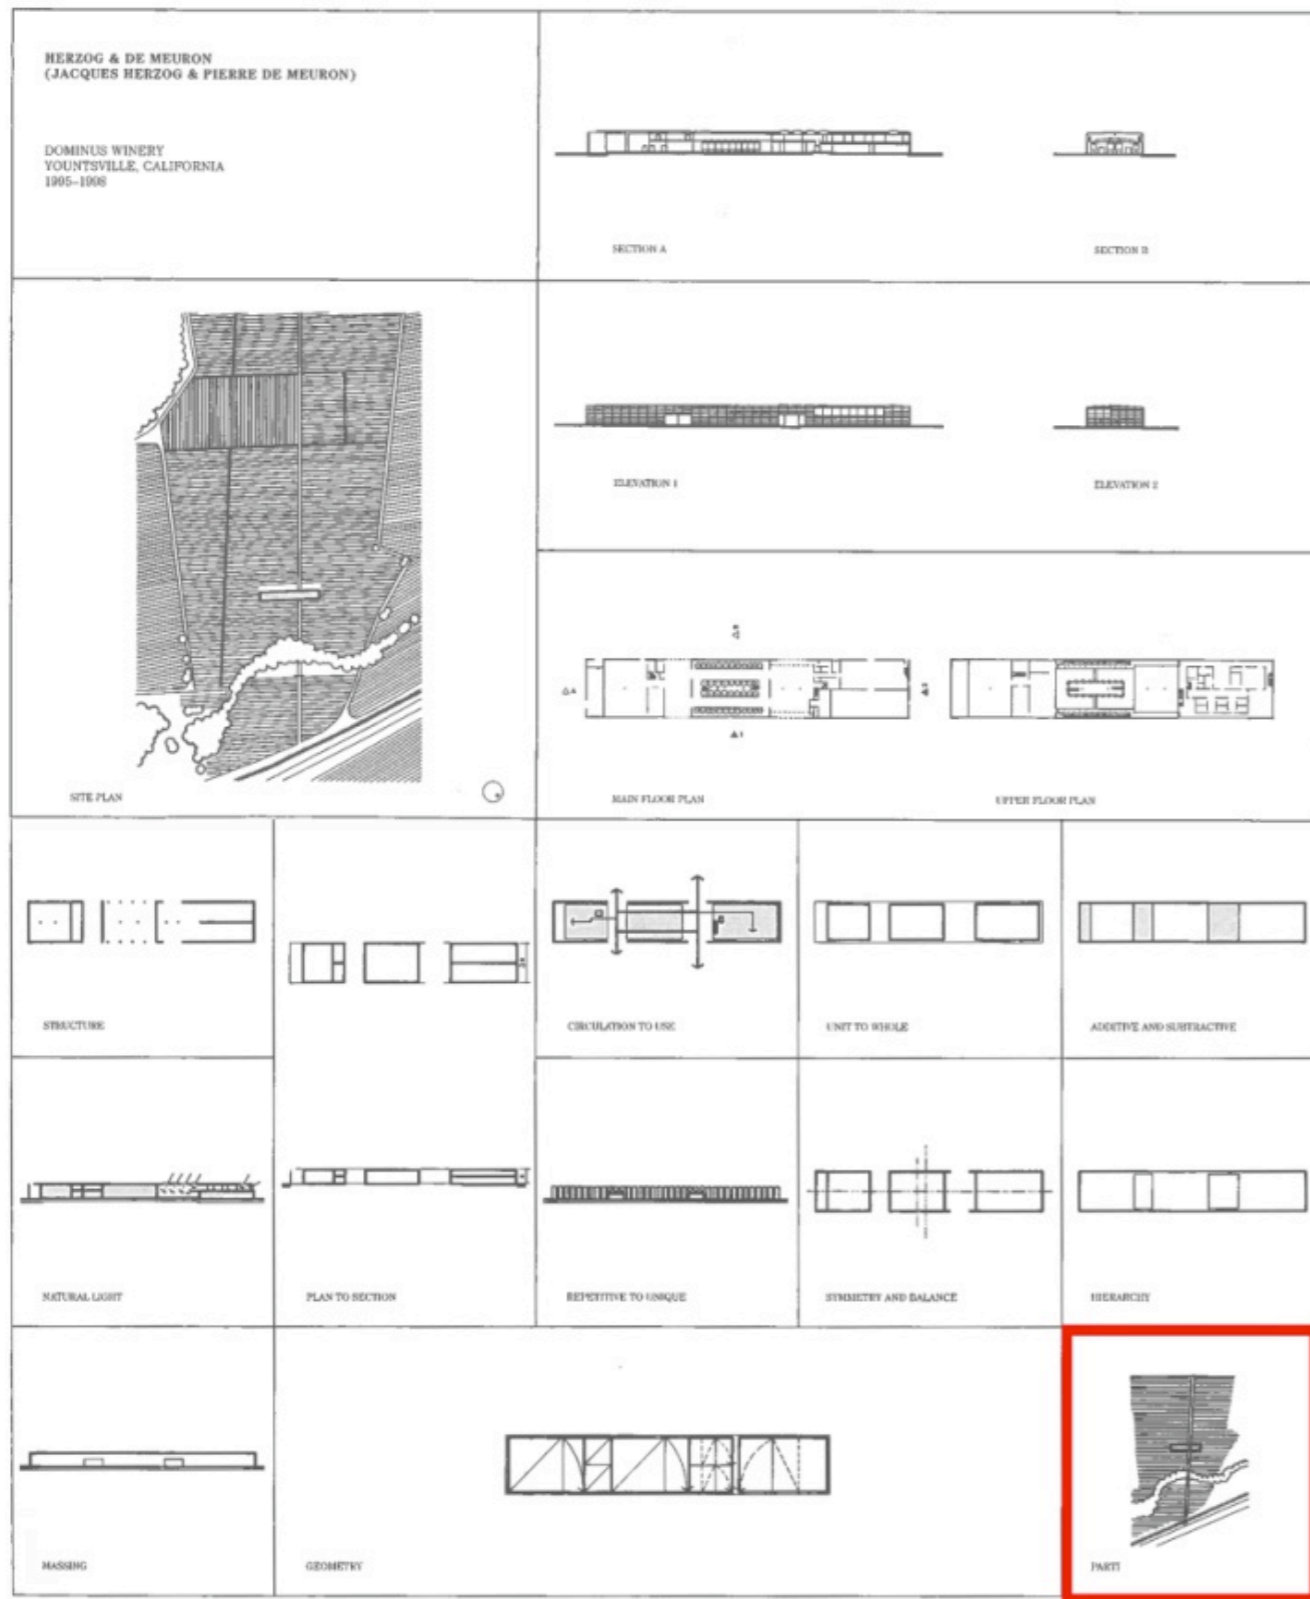 HERZOG & DE MEURON
(JACQUES HERZOG & PIERRE DE MEURON)
DOMINUS WINERY
YOUNTSVILLE, CALIFORNIA
1995–1998
SECTION A
SECTION B
SITE PLAN
ELEVATION 1
ELEVATION 2
MAIN FLOOR PLAN
UPPER FLOOR PLAN
STRUCTURE
CIRCULATION TO USE
UNIT TO WHOLE
ADDITIVE AND SUBTRACTIVE
NATURAL LIGHT
PLAN TO SECTION
REPETITIVE TO UNIQUE
SYMMETRY AND BALANCE
HIERARCHY
MASSING
GEOMETRY
PARTI